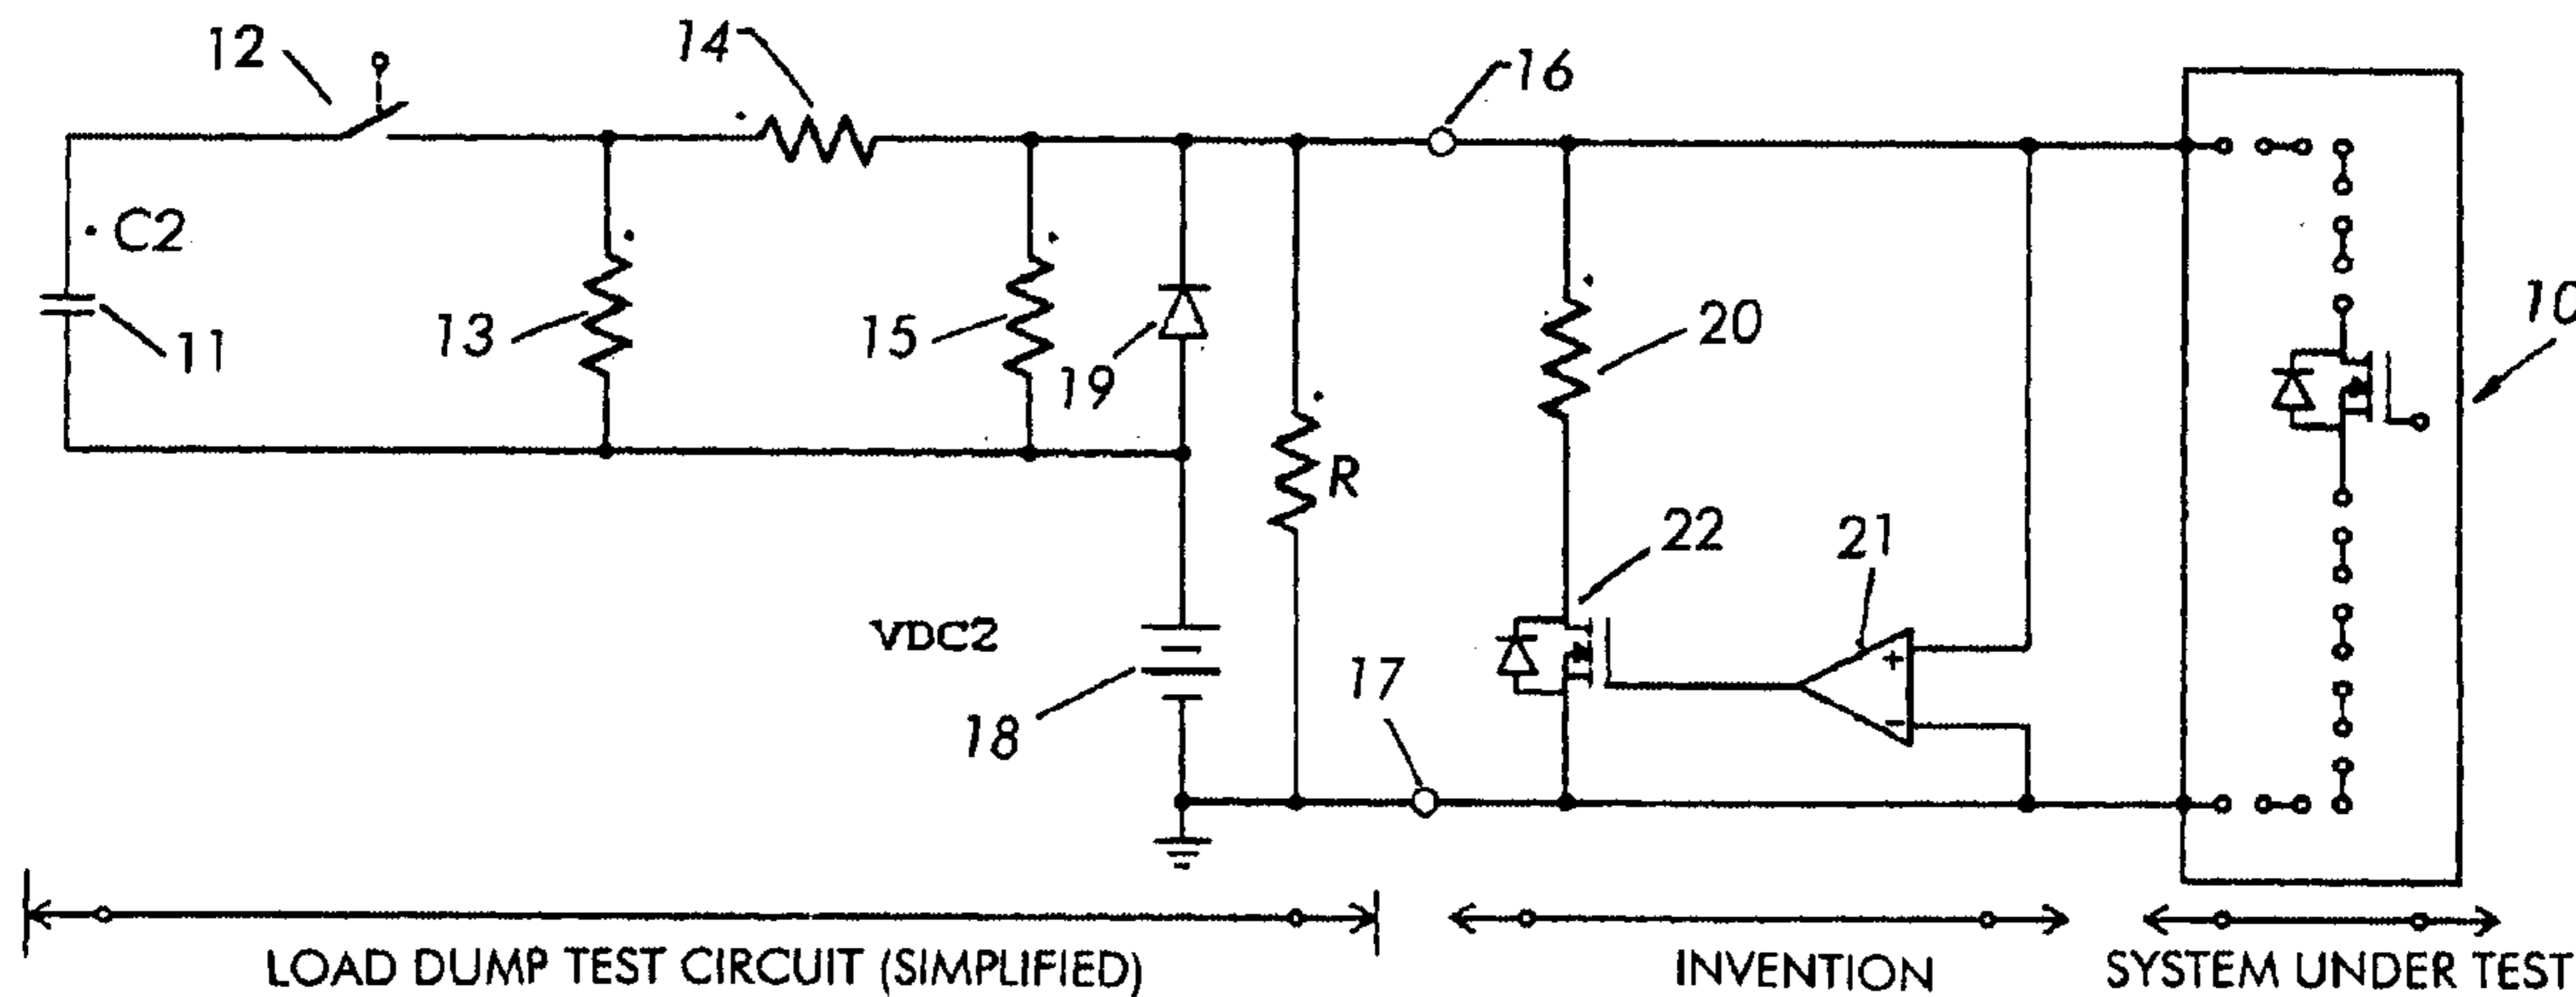 12
14
16
C2
11
13
15
19
R
20
10
22
21
VDC2
18
17
+
−
LOAD DUMP TEST CIRCUIT (SIMPLIFIED)
INVENTION
SYSTEM UNDER TEST